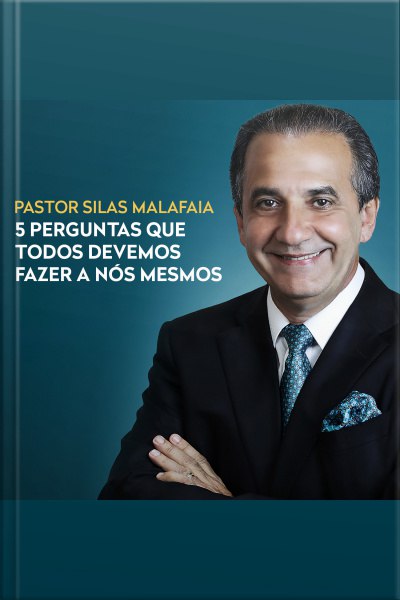 PASTOR SILAS MALAFAIA
5 PERGUNTAS QUE
TODOS DEVEMOS
FAZER A NÓS MESMOS